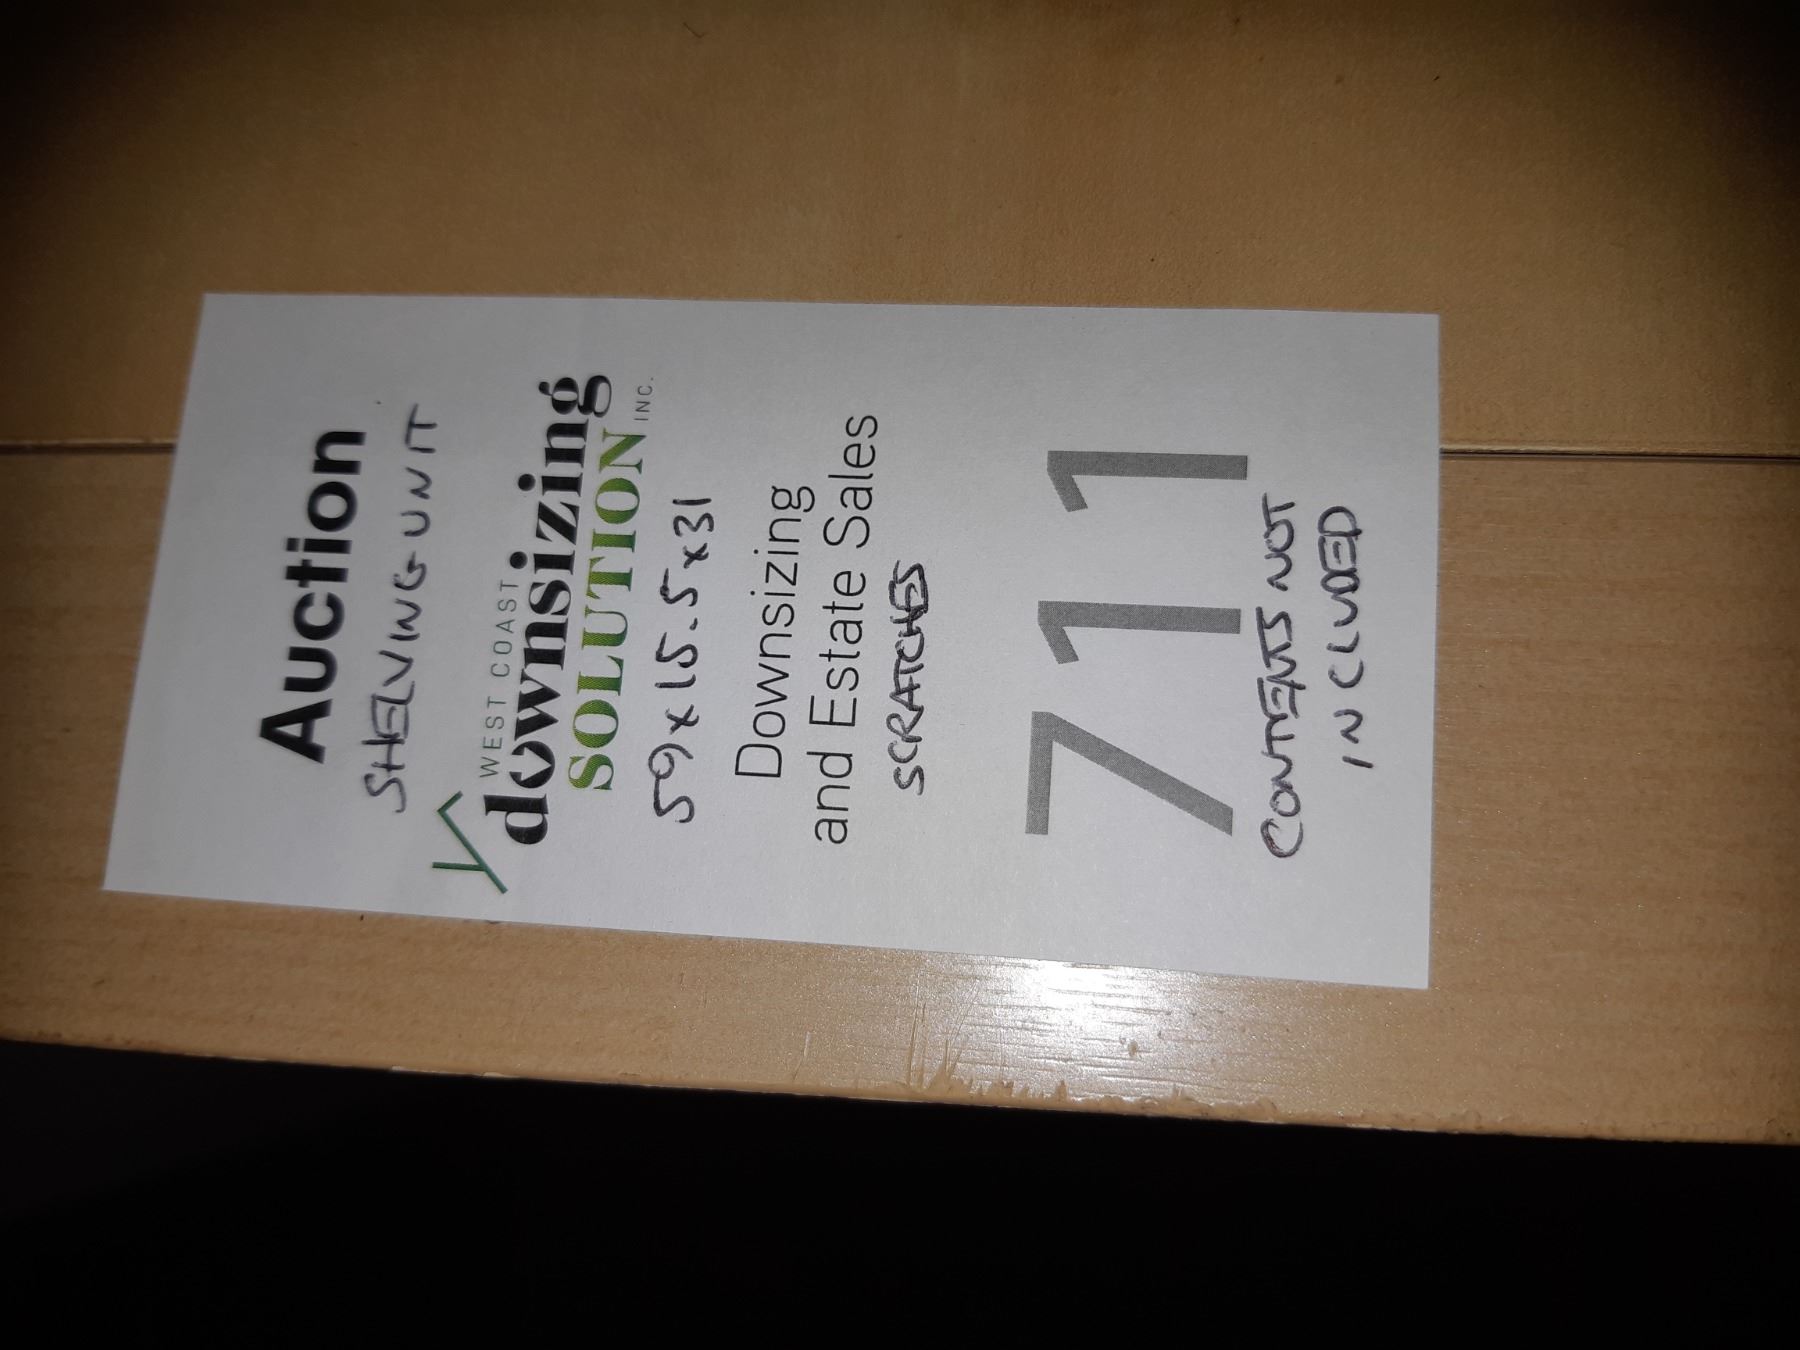 Auction
SHELVING UNIT
WEST COAST
downsizing
SOLUTION INC.
59 x 15.5 x 31
Downsizing
and Estate Sales
SCRATCHES
711
CONTENTS NOT
INCLUDED